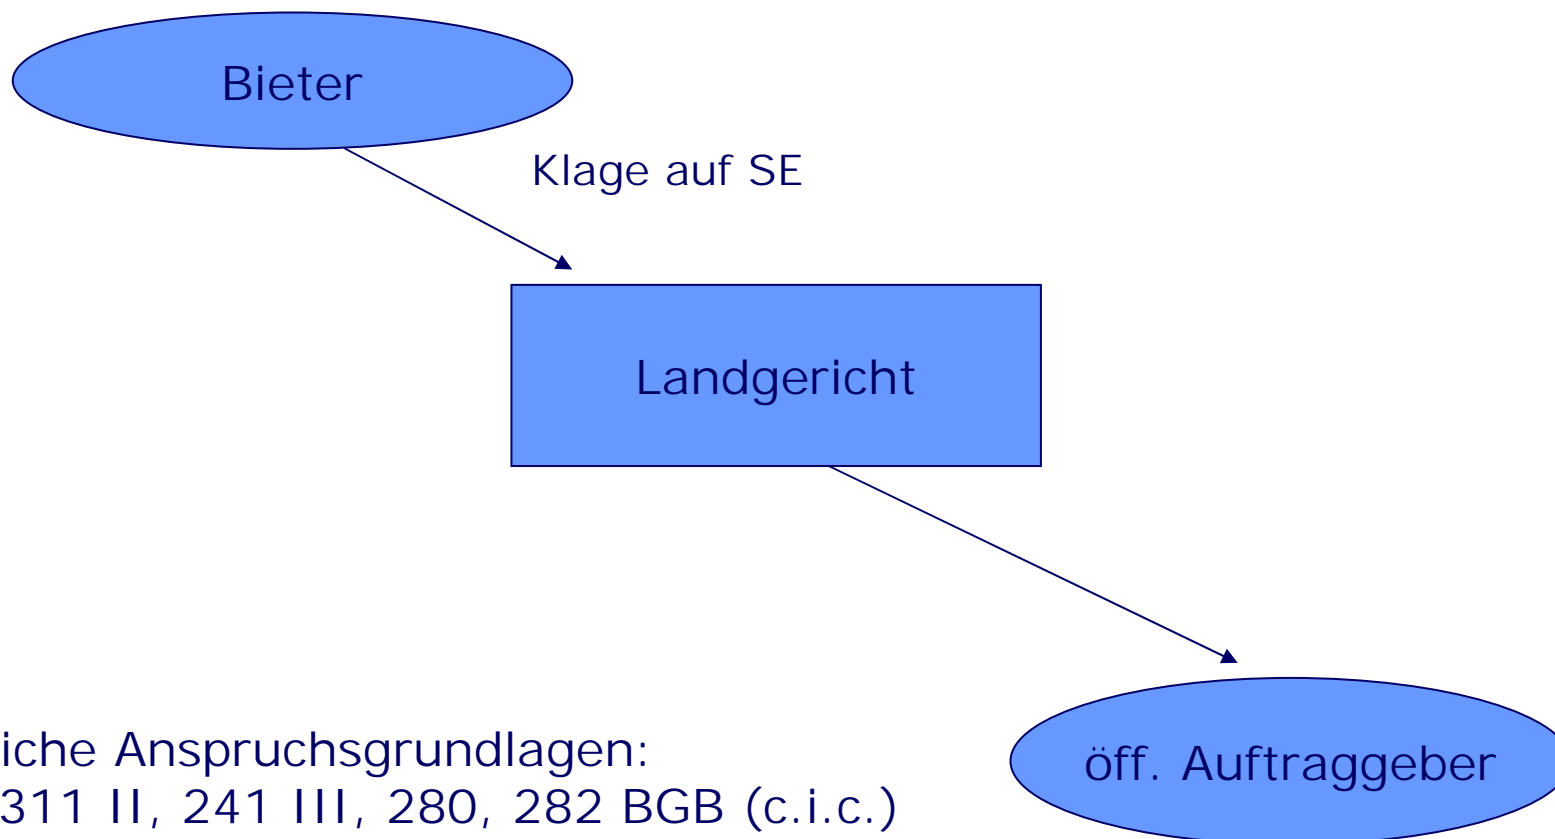 Bieter
Klage auf SE
Landgericht
iche Anspruchsgrundlagen:
öff. Auftraggeber
311 II, 241 III, 280, 282 BGB (c.i.c.)